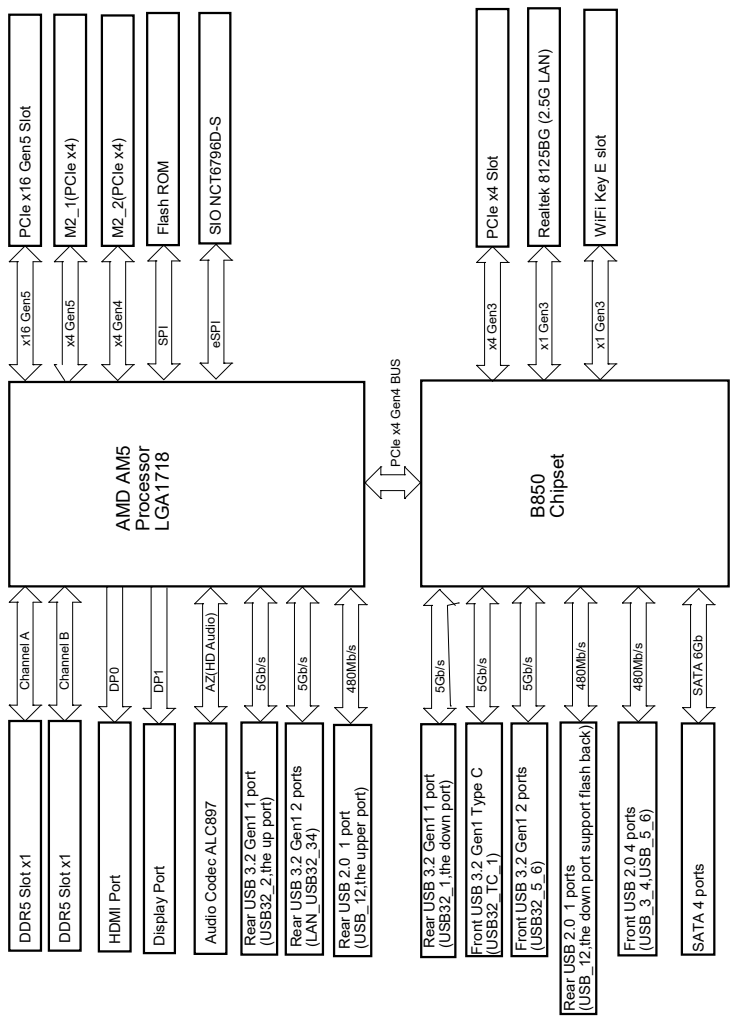 PCIe x16 Gen5 Slot
M2_1(PCIe x4)
M2_2(PCIe x4)
Flash ROM
SIO NCT6796D-S
x16 Gen5
x4 Gen5
x4 Gen4
SPI
eSPI
AMD AM5
Processor
LGA1718
Channel A
Channel B
DP0
DP1
AZ(HD Audio)
5Gb/s
5Gb/s
480Mb/s
DDR5 Slot x1
DDR5 Slot x1
HDMI Port
Display Port
Audio Codec ALC897
Rear USB 3.2 Gen1 1 port
(USB32_2,the up port)
Rear USB 3.2 Gen1 2 ports
(LAN_USB32_34)
Rear USB 2.0 1 port
(USB_12,the upper port)
PCIe x4 Gen4 BUS
PCIe x4 Slot
Realtek 8125BG (2.5G LAN)
WiFi Key E slot
x4 Gen3
x1 Gen3
x1 Gen3
B850
Chipset
5Gb/s
5Gb/s
5Gb/s
480Mb/s
480Mb/s
SATA 6Gb
Rear USB 3.2 Gen1 1 port
(USB32_1,the down port)
Front USB 3.2 Gen1 Type C
(USB32_TC_1)
Front USB 3.2 Gen1 2 ports
(USB32_5_6)
Rear USB 2.0 1 ports
(USB_12,the down port support flash back)
Front USB 2.0 4 ports
(USB_3_4,USB_5_6)
SATA 4 ports